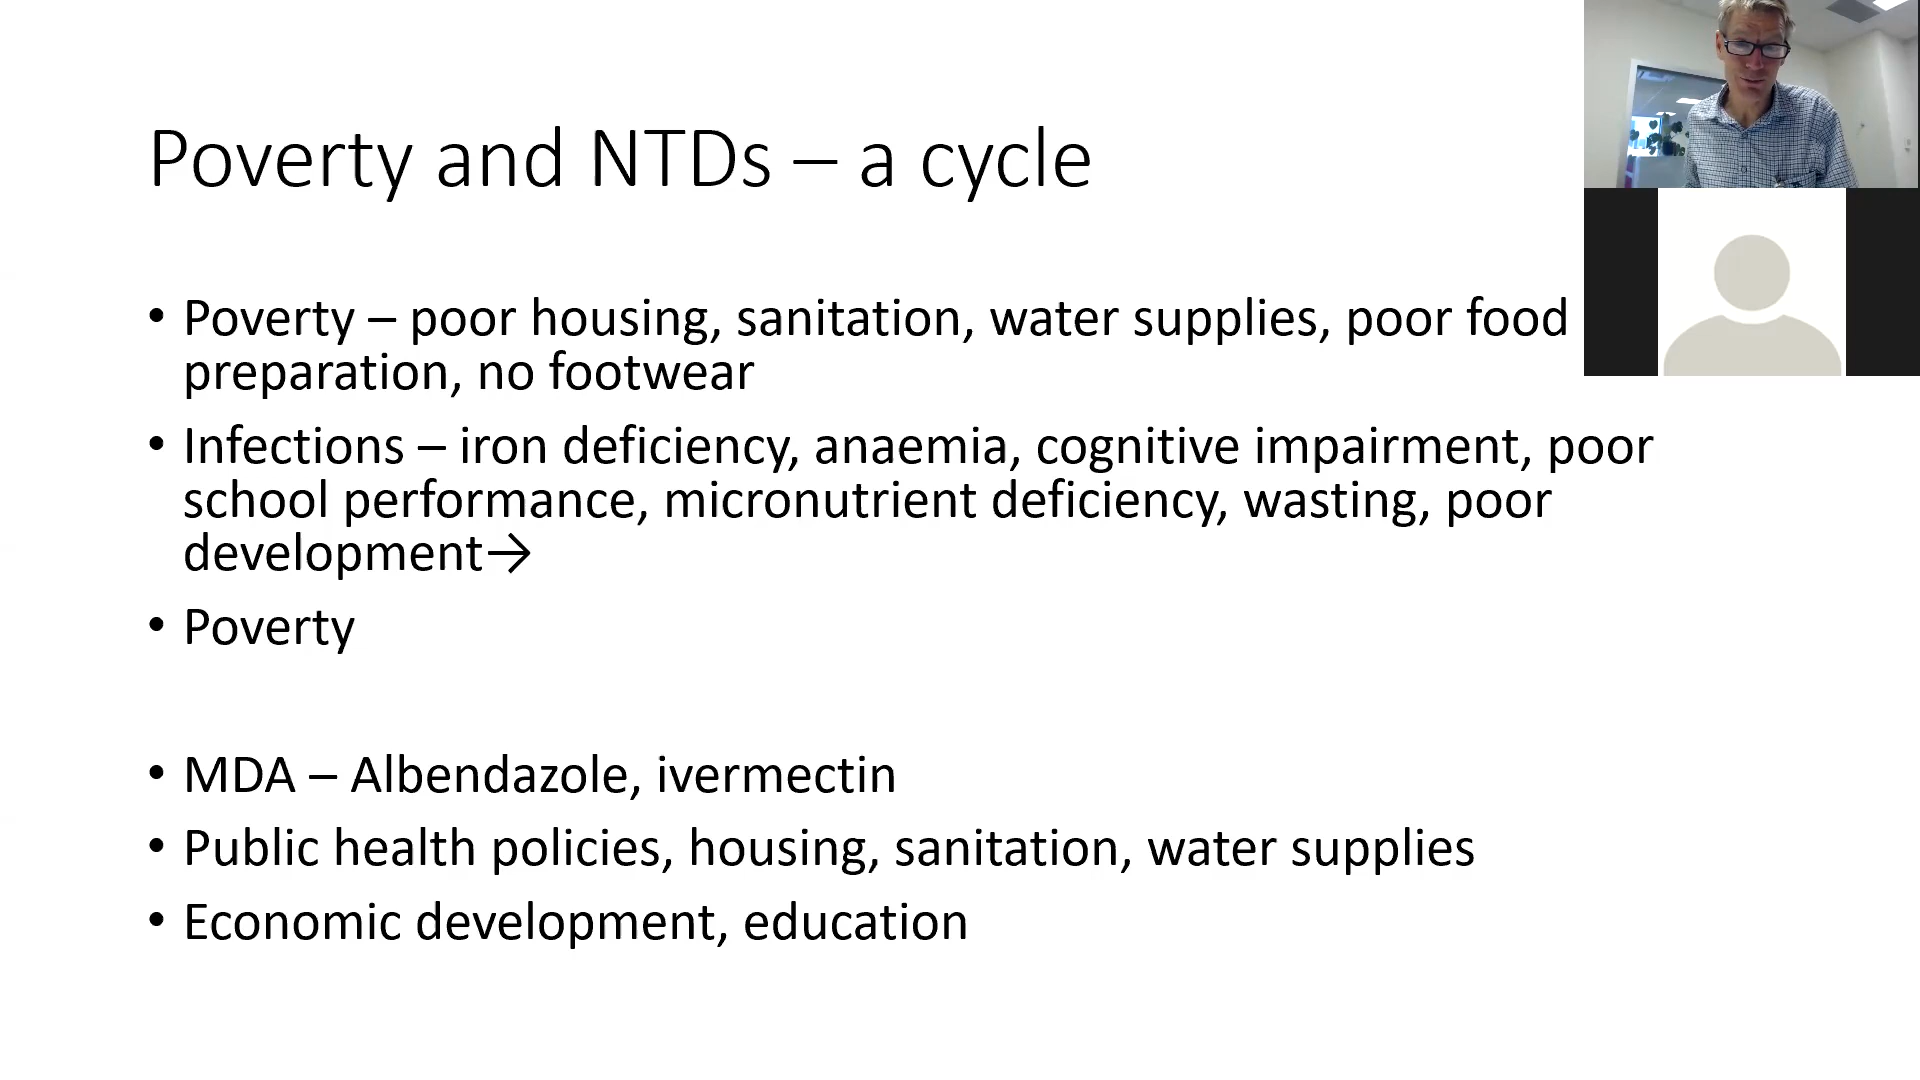 Poverty and NTDs – a cycle
• Poverty – poor housing, sanitation, water supplies, poor food
preparation, no footwear
• Infections – iron deficiency, anaemia, cognitive impairment, poor
school performance, micronutrient deficiency, wasting, poor
development→
• Poverty
• MDA – Albendazole, ivermectin
• Public health policies, housing, sanitation, water supplies
• Economic development, education